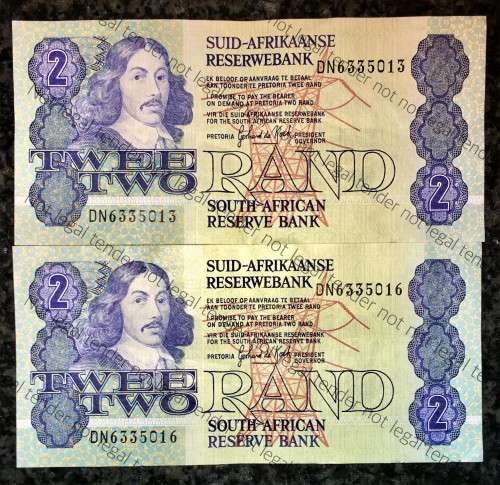 2
SUID-AFRIKAANSE
RESERWEBANK
DN6335013
EK BELOOF OP AANVRAAG TE BETAAL
AAN TOONDER TE PRETORIA TWEE RAND
I PROMISE TO PAY THE BEARER
ON DEMAND AT PRETORIA TWO RAND
VIR DIE SUID-AFRIKAANSE RESERWEBANK
FOR THE SOUTH AFRICAN RESERVE BANK
PRETORIA PRESIDENT
GOVERNOR
TWEE
TWO RAND
2
DN6335013
SOUTH AFRICAN
RESERVE BANK
2
SUID-AFRIKAANSE
RESERWEBANK
DN6335016
EK BELOOF OP AANVRAAG TE BETAAL
AAN TOONDER TE PRETORIA TWEE RAND
I PROMISE TO PAY THE BEARER
ON DEMAND AT PRETORIA TWO RAND
VIR DIE SUID-AFRIKAANSE RESERWEBANK
FOR THE SOUTH AFRICAN RESERVE BANK
PRETORIA PRESIDENT
GOVERNOR
TWEE
TWO RAND
2
DN6335016
SOUTH AFRICAN
RESERVE BANK
not legal tender not legal tender not legal tender